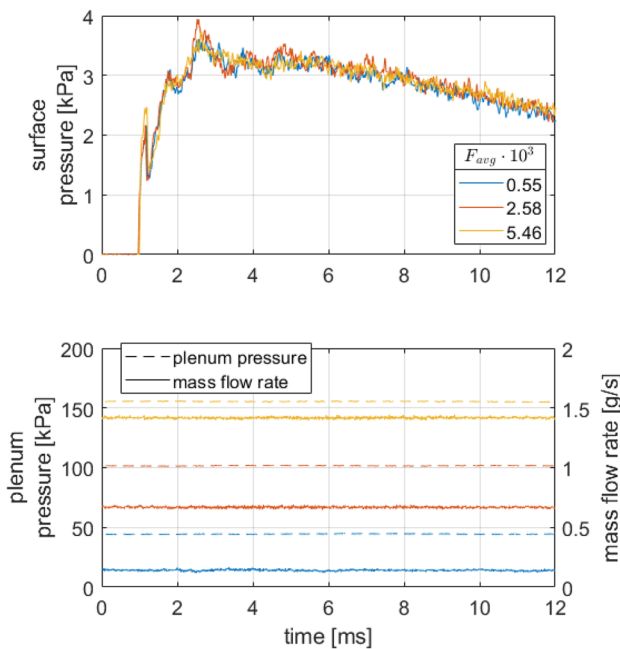 surface
pressure [kPa]
4
3
2
1
0
0 2 4 6 8 10 12
F_avg · 10^3
0.55
2.58
5.46
plenum
pressure [kPa]
200
150
100
50
0
plenum pressure
mass flow rate
2
1.5
1
0.5
0
mass flow rate [g/s]
0 2 4 6 8 10 12
time [ms]